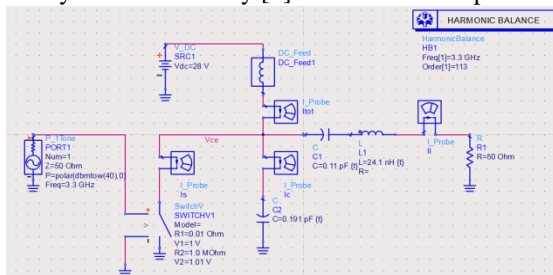 HARMONIC BALANCE
HarmonicBalance
HB1
Freq[1]=3.3 GHz
Order[1]=113
V_DC
SRC1
Vdc=28 V
DC_Feed
DC_Feed1
I_Probe
Itot
P_1Tone
PORT1
Num=1
Z=50 Ohm
P=polar(dbmtow(40),0)
Freq=3.3 GHz
Vce
I_Probe
Is
SwitchV
SWITCHV1
Model=
R1=0.01 Ohm
V1=1 V
R2=1.0 MOhm
V2=1.01 V
I_Probe
Ic
C
C2
C=0.191 pF {t}
C
C1
C=0.11 pF {t}
L
L1
L=24.1 nH {t}
R=
I_Probe
R
R1
R=50 Ohm